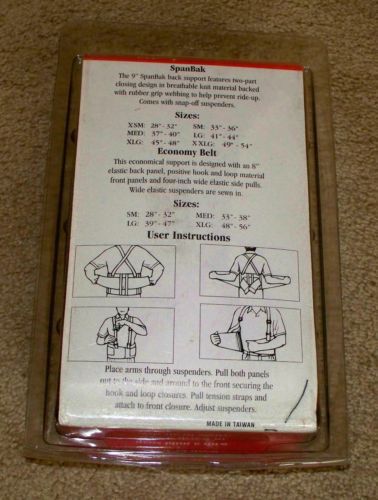 SpanBak
The 9" SpanBak back support features two-part
closing design in breathable knit material backed
with rubber grip webbing to help prevent ride-up.
Comes with snap-off suspenders.
Sizes:
XSM: 28" - 32" SM: 33" - 36"
MED: 37" - 40" LG: 41" - 44"
XLG: 45" - 48" XXLG: 49" - 54"
Economy Belt
This economical support is designed with an 8"
elastic back panel, positive hook and loop material
front panels and four-inch wide elastic side pulls.
Wide elastic suspenders are sewn in.
Sizes:
SM: 28" - 32" MED: 33" - 38"
LG: 39" - 47" XLG: 48" - 56"
User Instructions
Place arms through suspenders. Pull both panels
out to the side and around to the front securing the
hook and loop closures. Pull tension straps and
attach to front closure. Adjust suspenders.
MADE IN TAIWAN